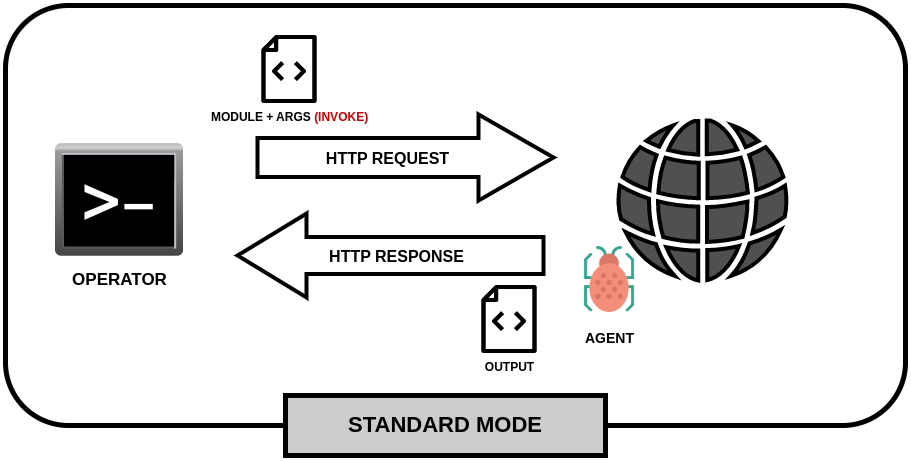 MODULE + ARGS (INVOKE)
HTTP REQUEST
>_
OPERATOR
HTTP RESPONSE
OUTPUT
AGENT
STANDARD MODE